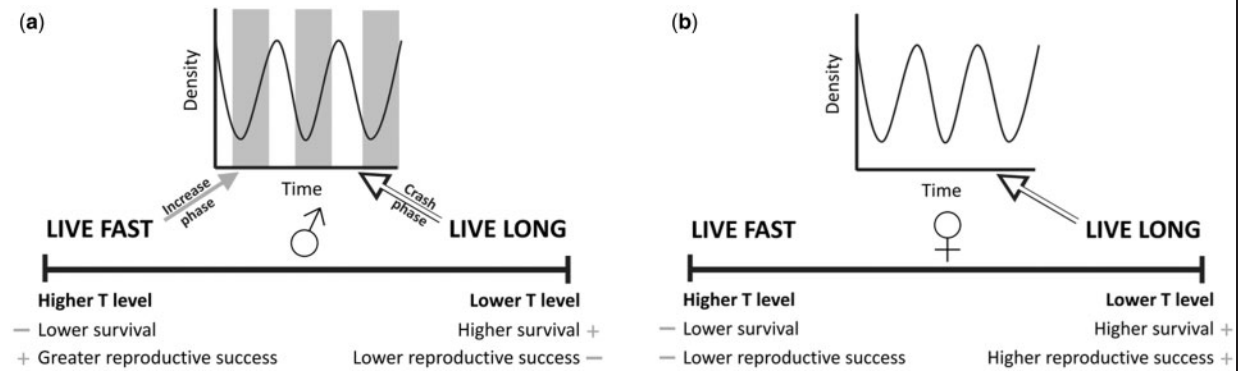 (a)
Density
Time
Increase
phase
Crash
phase
LIVE FAST
LIVE LONG
Higher T level
Lower T level
— Lower survival
Higher survival +
+ Greater reproductive success
Lower reproductive success —
(b)
Density
Time
LIVE FAST
LIVE LONG
Higher T level
Lower T level
— Lower survival
Higher survival +
— Lower reproductive success
Higher reproductive success +